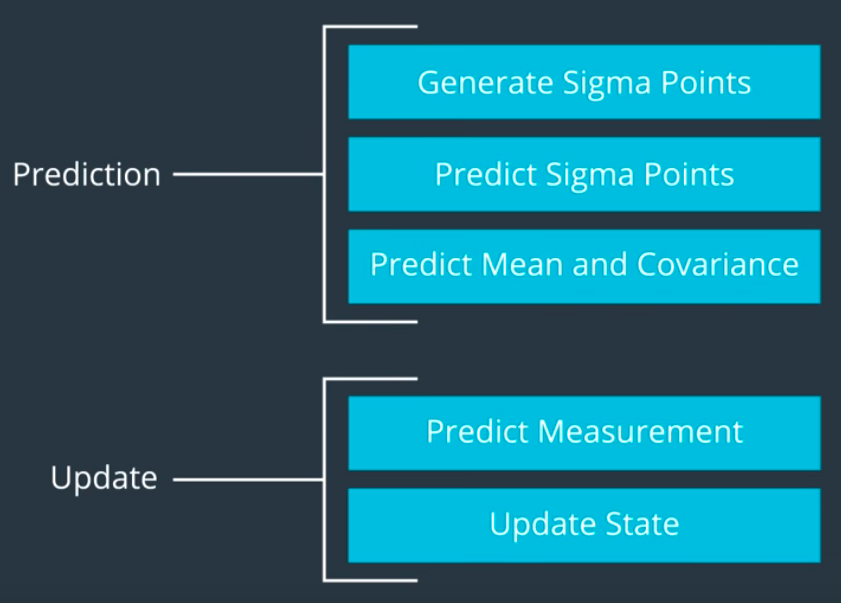 Prediction
Generate Sigma Points
Predict Sigma Points
Predict Mean and Covariance
Update
Predict Measurement
Update State